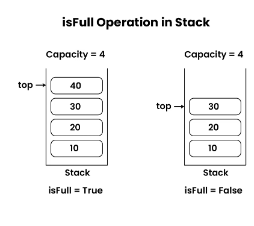 isFull Operation in Stack
Capacity = 4
top
40
30
20
10
Stack
isFull = True
Capacity = 4
top
30
20
10
Stack
isFull = False